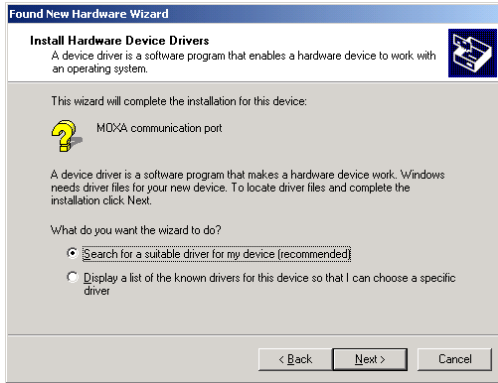 Found New Hardware Wizard
Install Hardware Device Drivers
A device driver is a software program that enables a hardware device to work with
an operating system.
This wizard will complete the installation for this device:
MOXA communication port
A device driver is a software program that makes a hardware device work. Windows
needs driver files for your new device. To locate driver files and complete the
installation click Next.
What do you want the wizard to do?
Search for a suitable driver for my device (recommended)
Display a list of the known drivers for this device so that I can choose a specific
driver
< Back Next > Cancel